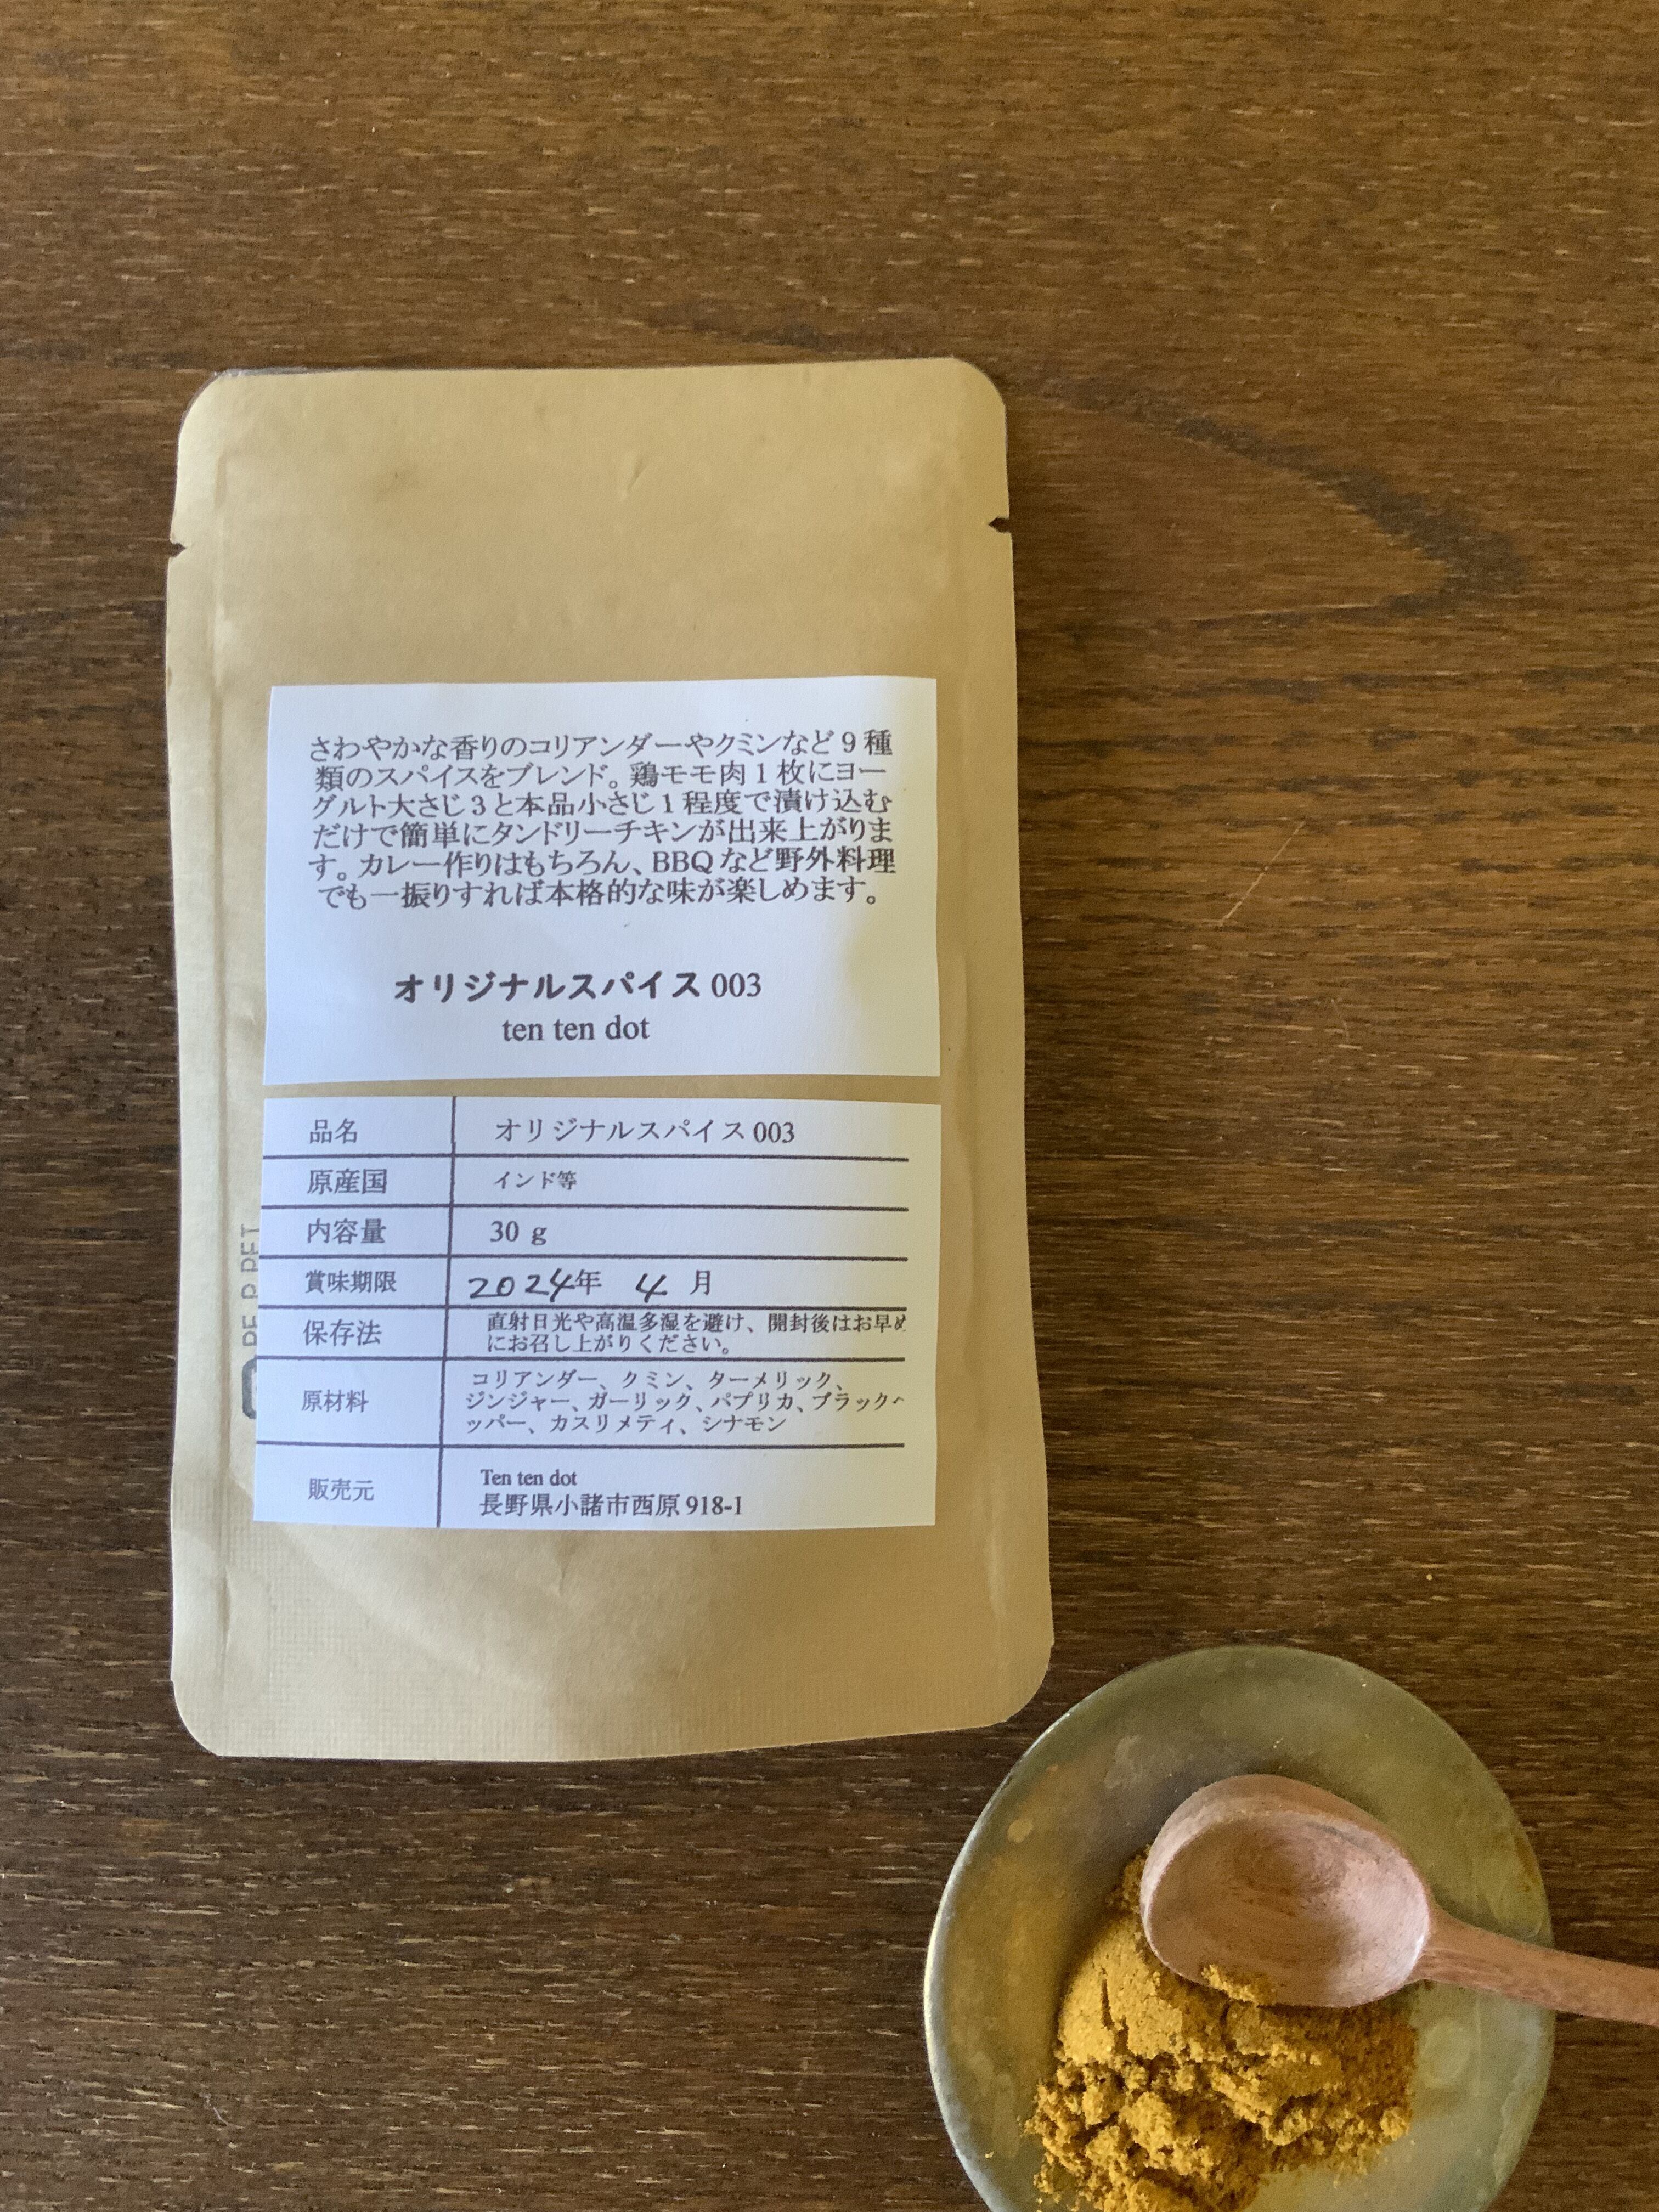 さわやかな香りのコリアンダーやクミンなど9種
類のスパイスをブレンド。鶏モモ肉1枚にヨー
グルト大さじ3と本品小さじ1程度で漬け込む
だけで簡単にタンドリーチキンが出来上がりま
す。カレー作りはもちろん、BBQなど野外料理
でも一振りすれば本格的な味が楽しめます。
オリジナルスパイス003
ten ten dot
品名 オリジナルスパイス003
原産国 インド等
内容量 30 g
賞味期限 2024年 4月
保存法 直射日光や高温多湿を避け、開封後はお早め
にお召し上がりください。
原材料 コリアンダー、クミン、ターメリック、
ジンジャー、ガーリック、パプリカ、ブラックペ
ッパー、カスリメティ、シナモン
販売元 Ten ten dot
長野県小諸市西原918-1